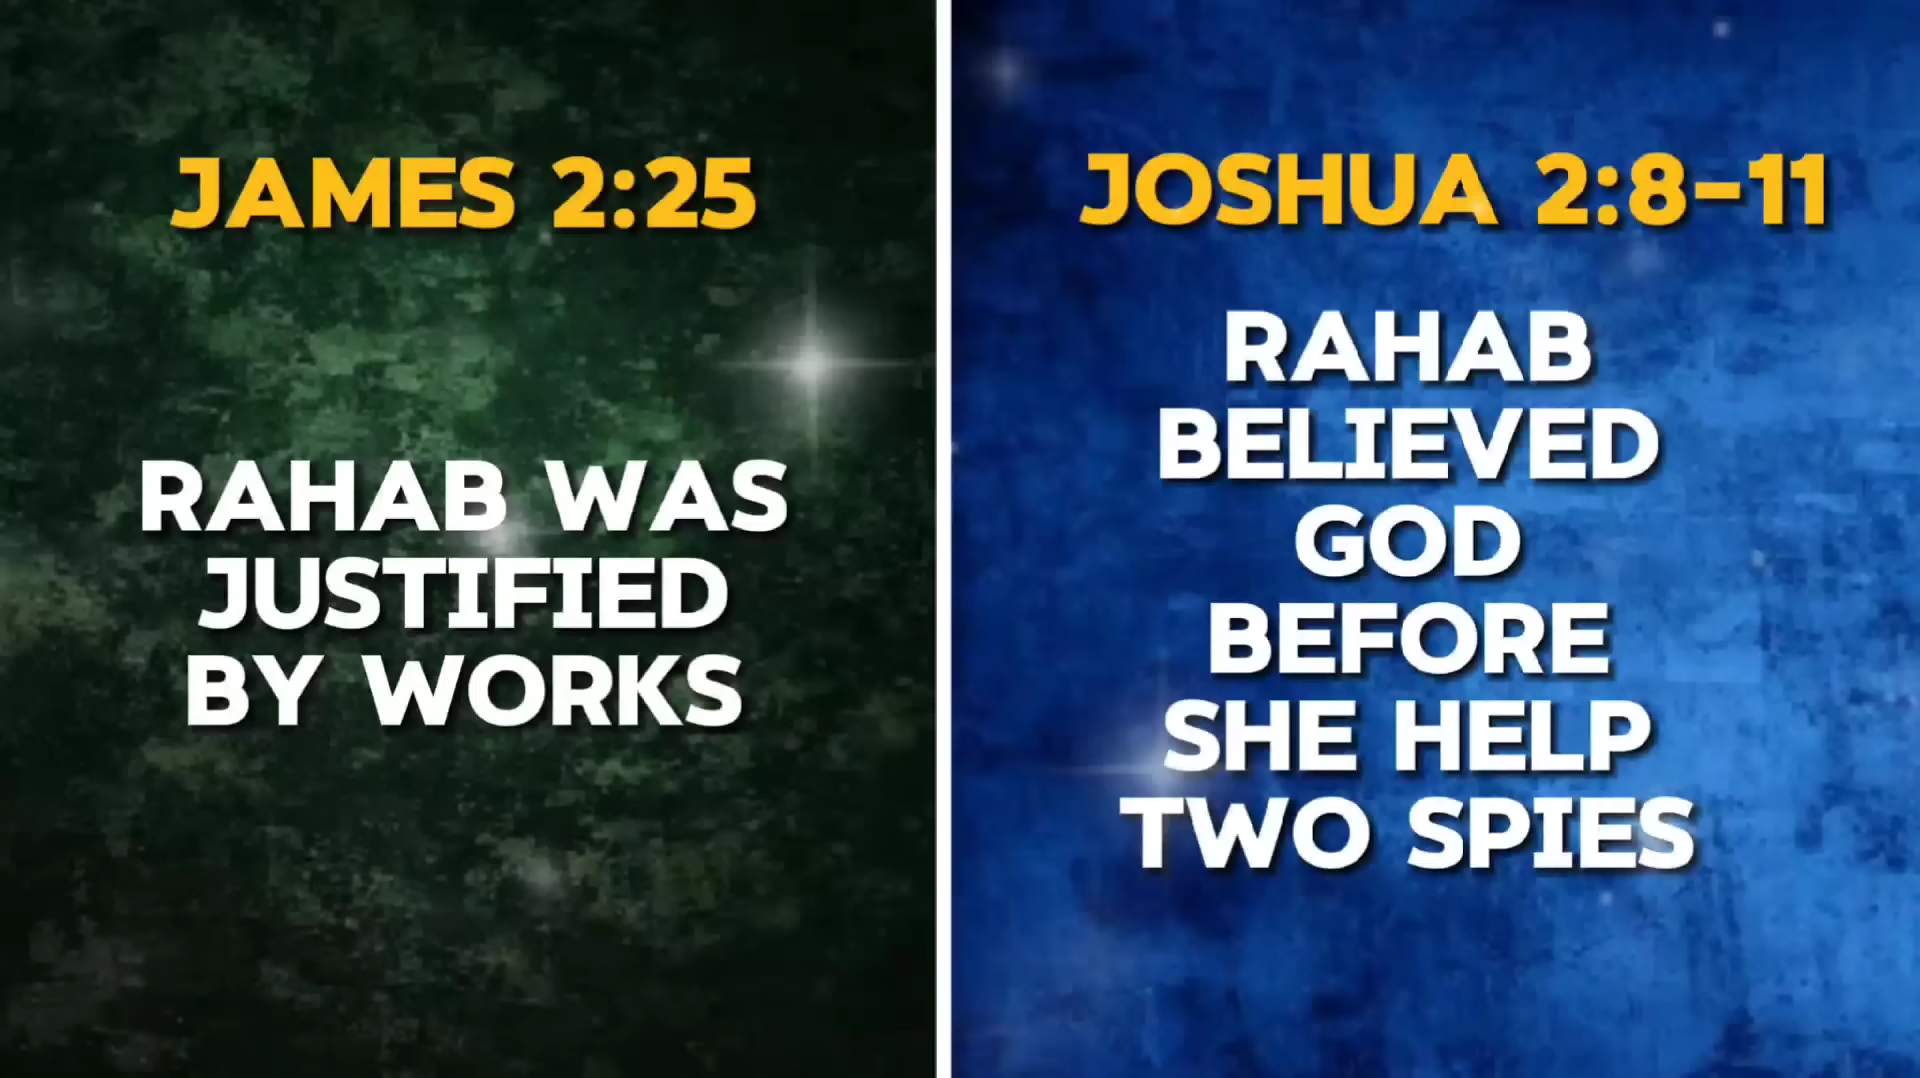 JAMES 2:25
RAHAB WAS
JUSTIFIED
BY WORKS
JOSHUA 2:8-11
RAHAB
BELIEVED
GOD
BEFORE
SHE HELP
TWO SPIES